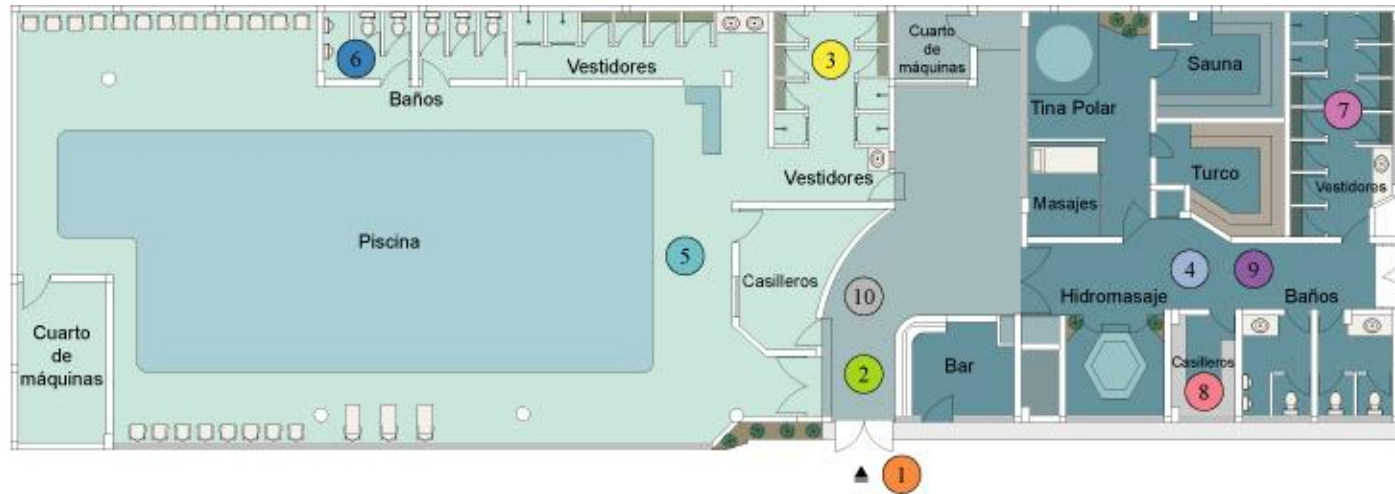 Cuarto
de
máquinas
6
3
Vestidores
Baños
Sauna
Tina Polar
7
Vestidores
Turco
Vestidores
Masajes
Piscina
5
4
9
Casilleros
10
Hidromasaje
Baños
Cuarto
de
máquinas
2
Bar
Casilleros
8
1